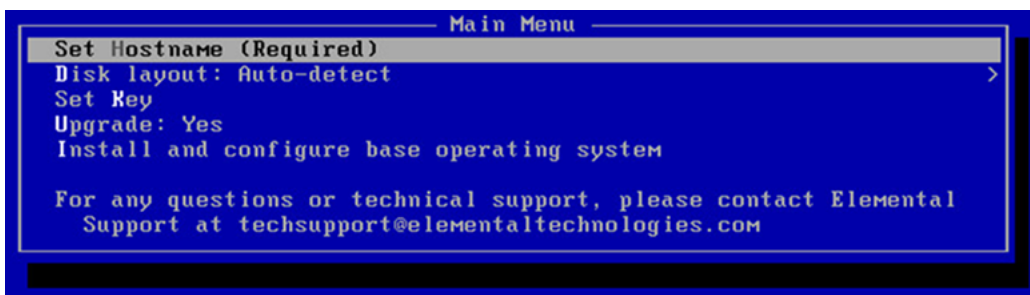 Main Menu
Set Hostname (Required)
Disk layout: Auto-detect >
Set Key
Upgrade: Yes
Install and configure base operating system
For any questions or technical support, please contact Elemental
Support at techsupport@elementaltechnologies.com